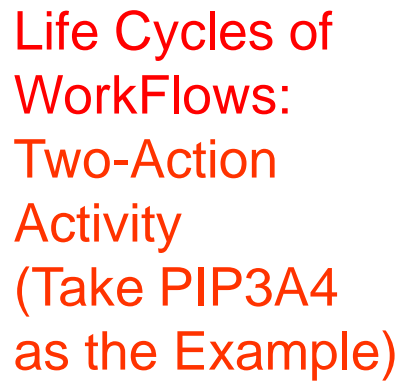 Life Cycles of
WorkFlows:
Two-Action
Activity
(Take PIP3A4
as the Example)